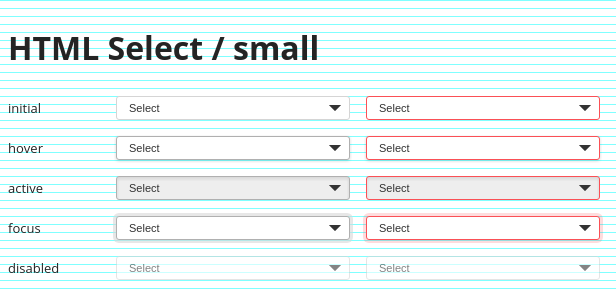 HTML Select / small
initial Select Select
hover Select Select
active Select Select
focus Select Select
disabled Select Select